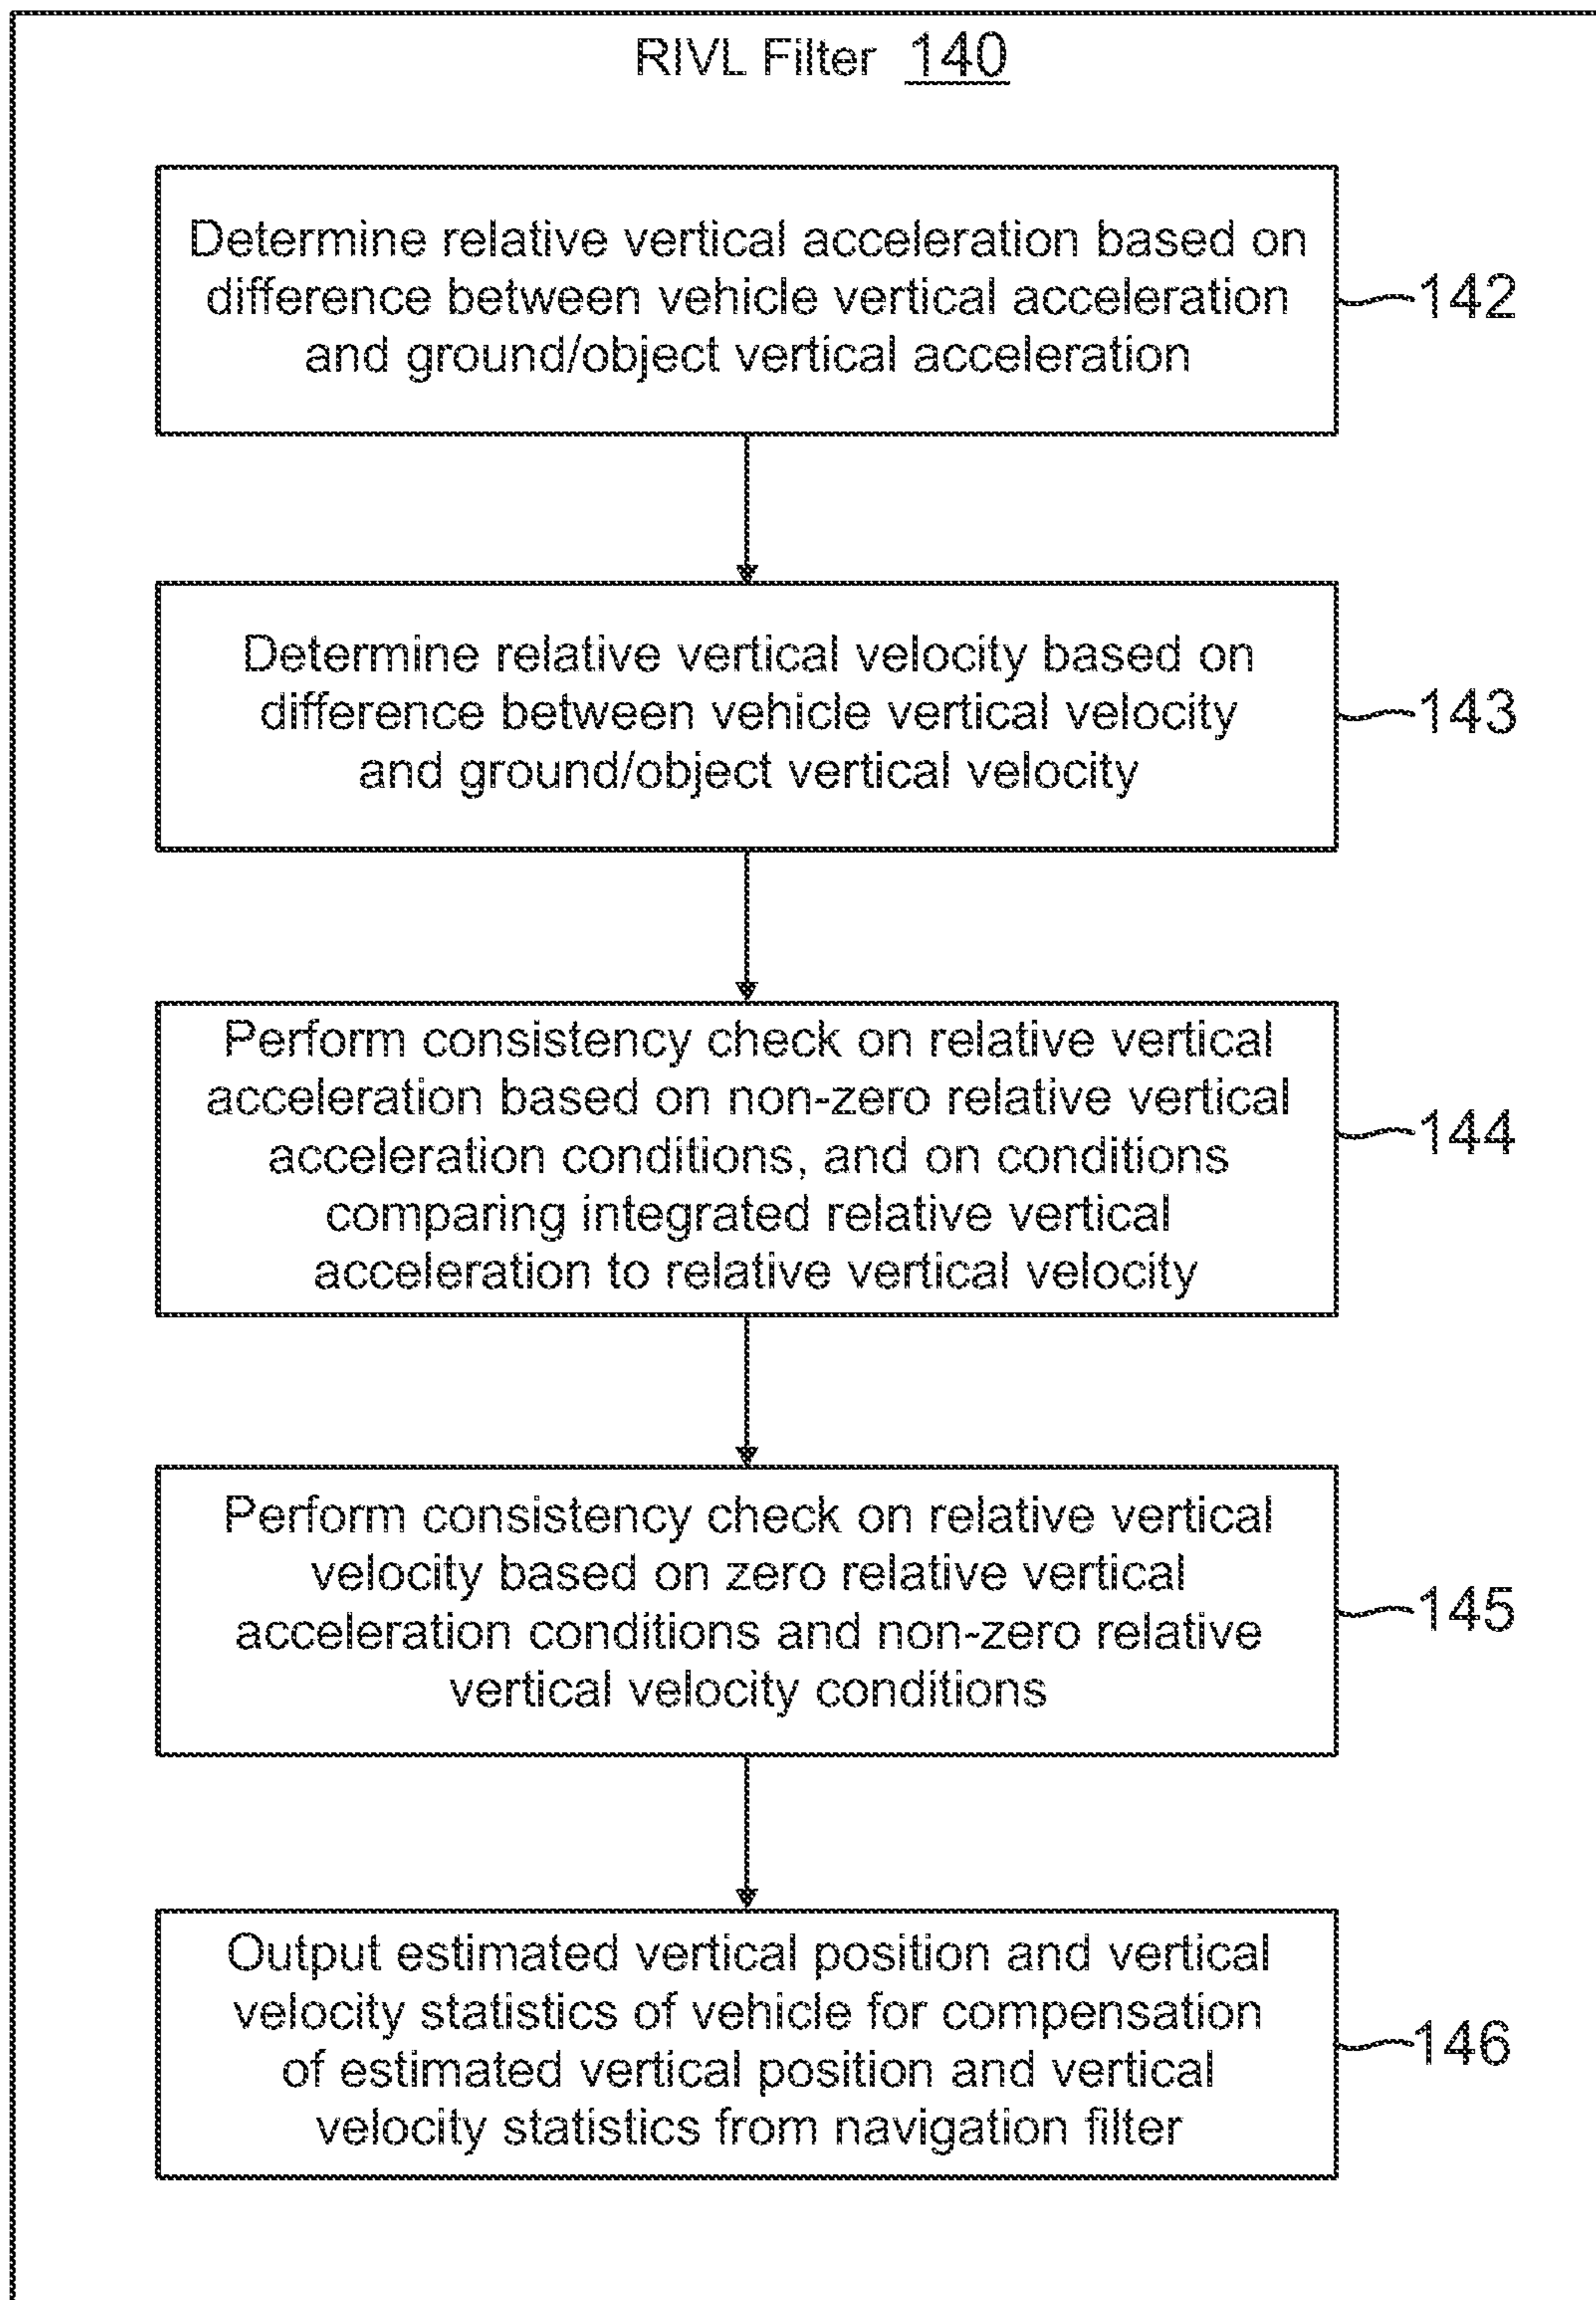 RIVL Filter 140
Determine relative vertical acceleration based on
difference between vehicle vertical acceleration
and ground/object vertical acceleration
142
Determine relative vertical velocity based on
difference between vehicle vertical velocity
and ground/object vertical velocity
143
Perform consistency check on relative vertical
acceleration based on non-zero relative vertical
acceleration conditions, and on conditions
comparing integrated relative vertical
acceleration to relative vertical velocity
144
Perform consistency check on relative vertical
velocity based on zero relative vertical
acceleration conditions and non-zero relative
vertical velocity conditions
145
Output estimated vertical position and vertical
velocity statistics of vehicle for compensation
of estimated vertical position and vertical
velocity statistics from navigation filter
146